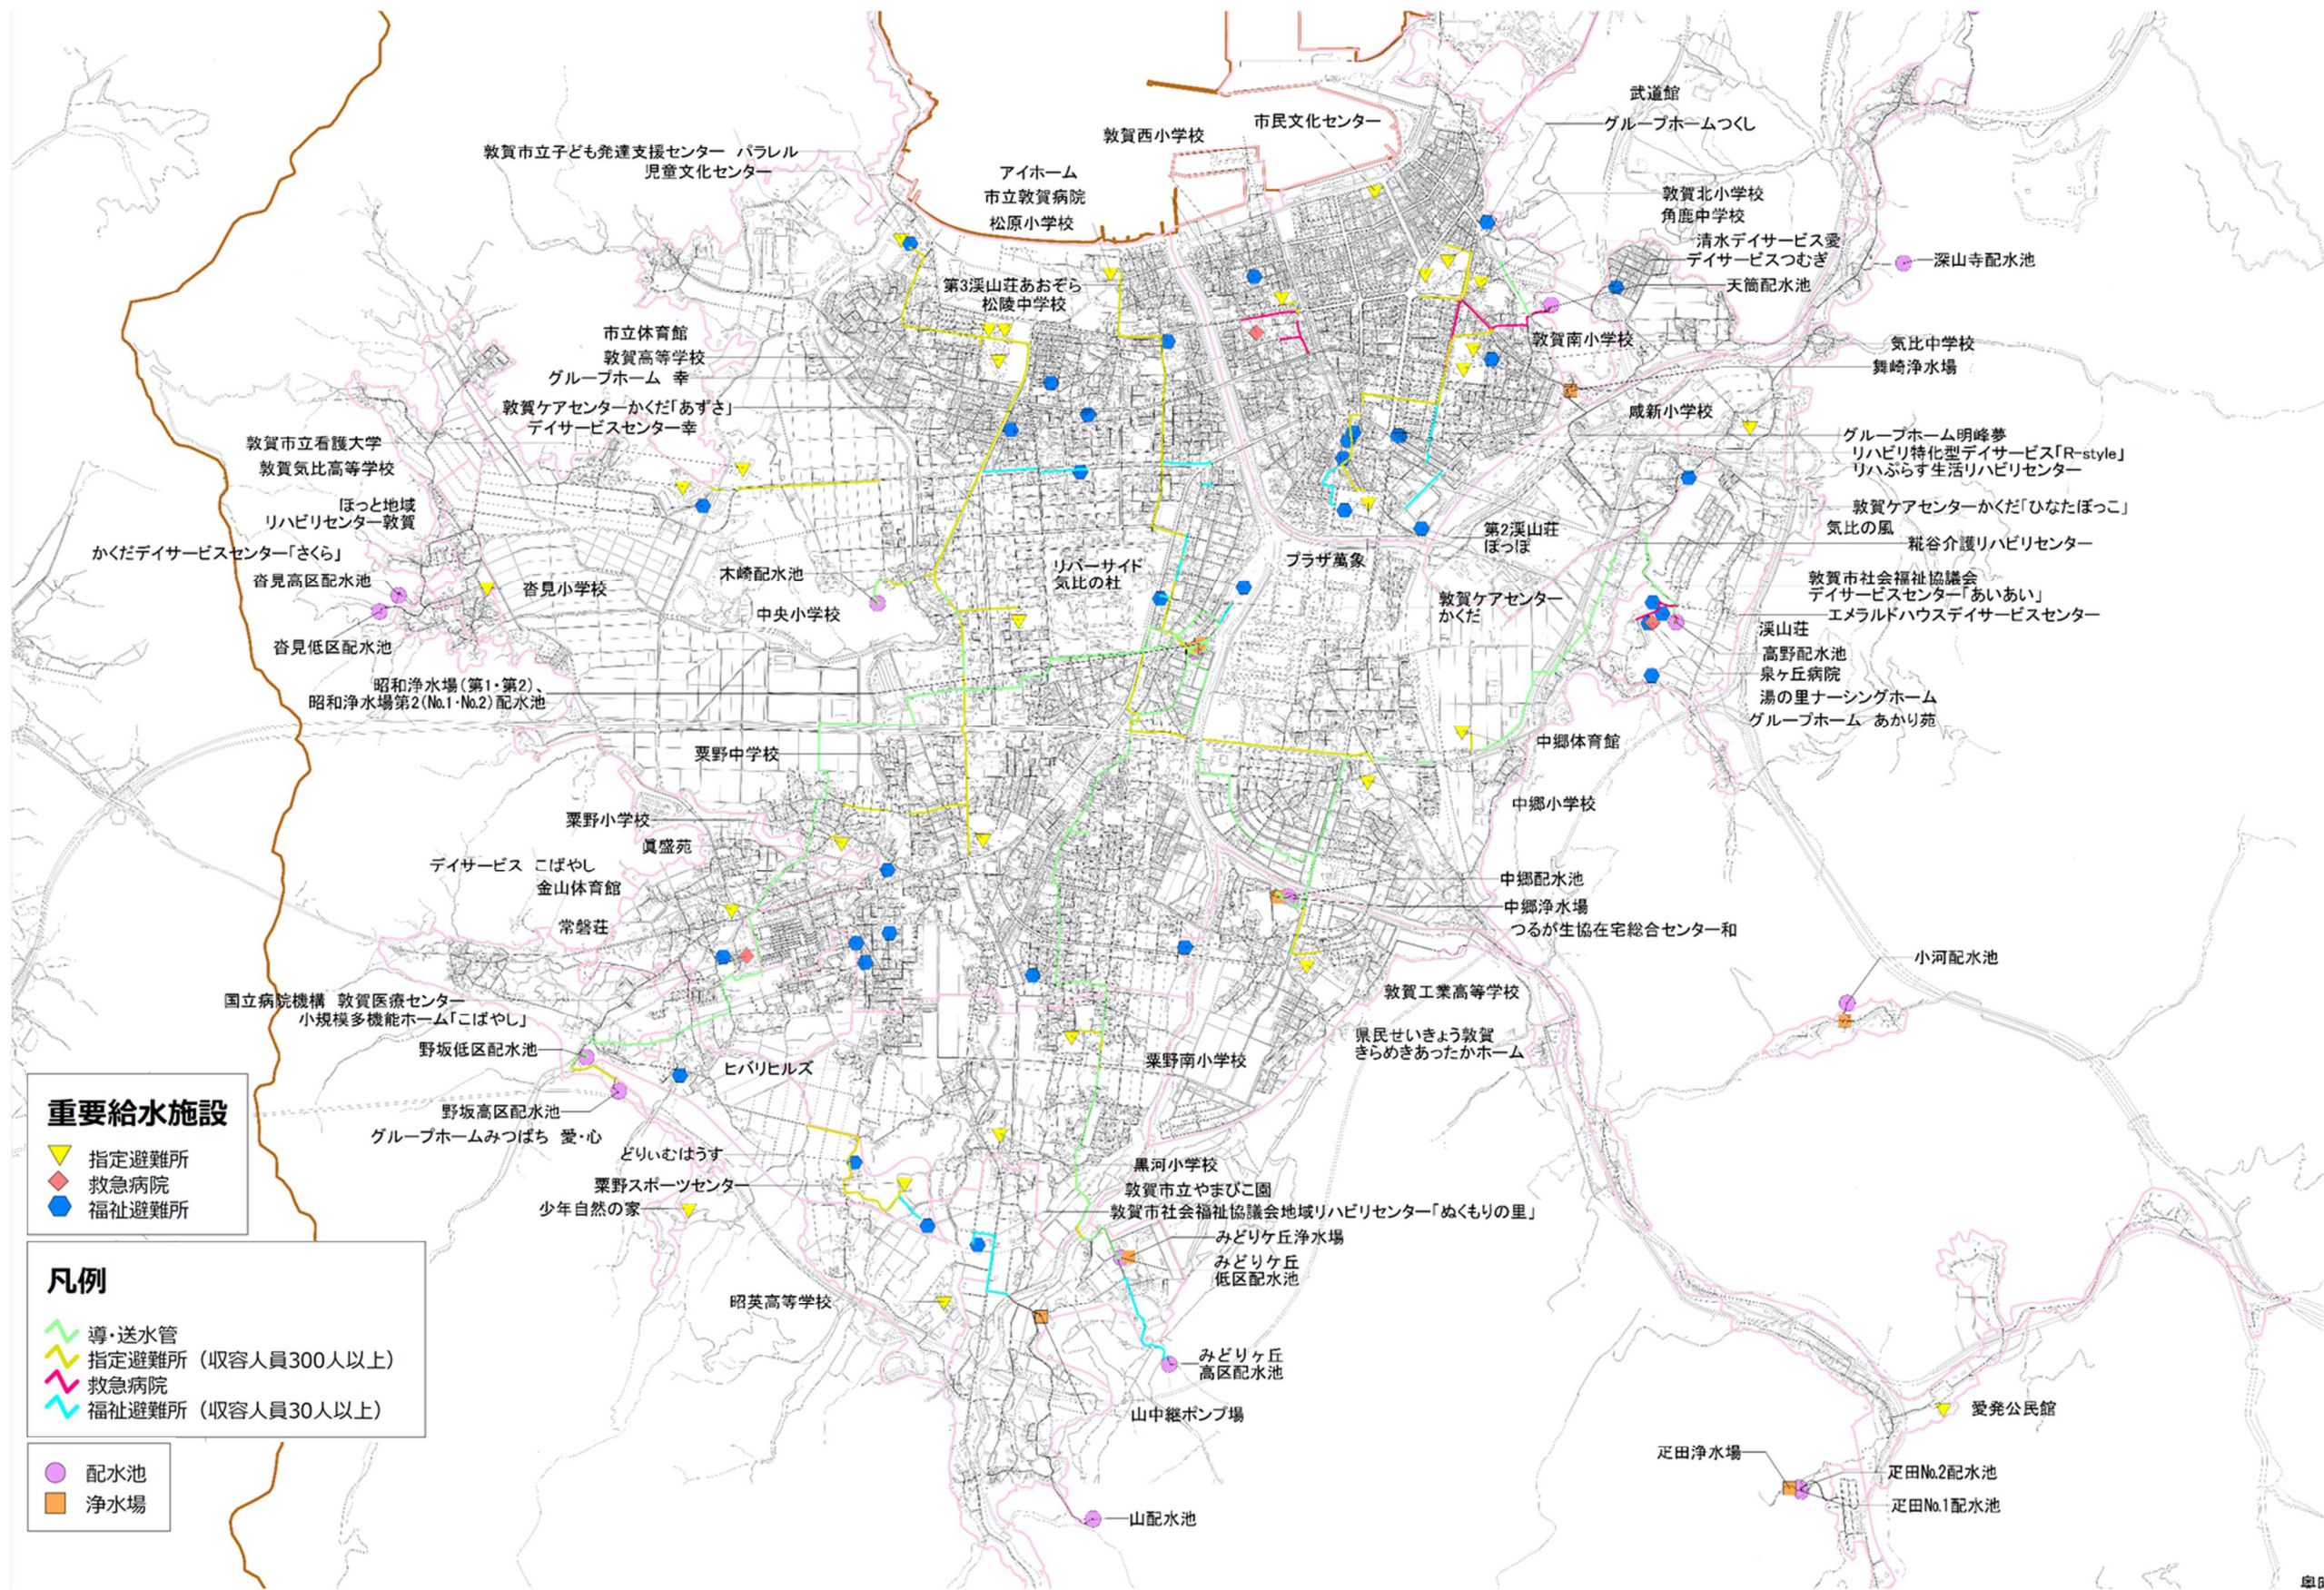 武道館
グループホームつくし
市民文化センター
敦賀西小学校
敦賀市立子ども発達支援センター　パラレル
児童文化センター
アイホーム
市立敦賀病院
松原小学校
敦賀北小学校
角鹿中学校
清水デイサービス愛
デイサービスつむぎ
深山寺配水池
天筒配水池
第3渓山荘あおぞら
松陵中学校
市立体育館
敦賀高等学校
グループホーム　幸
敦賀南小学校
気比中学校
舞崎浄水場
敦賀ケアセンターかくだ「あずさ」
デイサービスセンター幸
咸新小学校
敦賀市立看護大学
敦賀気比高等学校
グループホーム明峰夢
リハビリ特化型デイサービス「R-style」
リハぷらす生活リハビリセンター
ほっと地域
リハビリセンター敦賀
敦賀ケアセンターかくだ「ひなたぼっこ」
気比の風
糀谷介護リハビリセンター
第2渓山荘
ぽっぽ
かくだデイサービスセンター「さくら」
沓見高区配水池
沓見小学校
木崎配水池
リバーサイド
気比の杜
プラザ萬象
敦賀市社会福祉協議会
デイサービスセンター「あいあい」
エメラルドハウスデイサービスセンター
中央小学校
敦賀ケアセンター
かくだ
渓山荘
高野配水池
泉ヶ丘病院
湯の里ナーシングホーム
グループホーム　あかり苑
沓見低区配水池
昭和浄水場(第1・第2)、
昭和浄水場第2(No.1・No.2)配水池
粟野中学校
中郷体育館
中郷小学校
粟野小学校
眞盛苑
デイサービス　こばやし
金山体育館
常磐荘
中郷配水池
中郷浄水場
つるが生協在宅総合センター和
小河配水池
国立病院機構　敦賀医療センター
小規模多機能ホーム「こばやし」
敦賀工業高等学校
県民せいきょう敦賀
きらめきあったかホーム
野坂低区配水池
ヒバリヒルズ
粟野南小学校
重要給水施設
指定避難所
救急病院
福祉避難所
野坂高区配水池
グループホームみつばち　愛・心
どりぃむはうす
粟野スポーツセンター
少年自然の家
黒河小学校
敦賀市立やまびこ園
敦賀市社会福祉協議会地域リハビリセンター「ぬくもりの里」
みどりケ丘浄水場
みどりケ丘
低区配水池
凡例
導・送水管
指定避難所（収容人員300人以上）
救急病院
福祉避難所（収容人員30人以上）
昭英高等学校
みどりヶ丘
高区配水池
山中継ポンプ場
愛発公民館
疋田浄水場
疋田No.2配水池
疋田No.1配水池
配水池
浄水場
山配水池